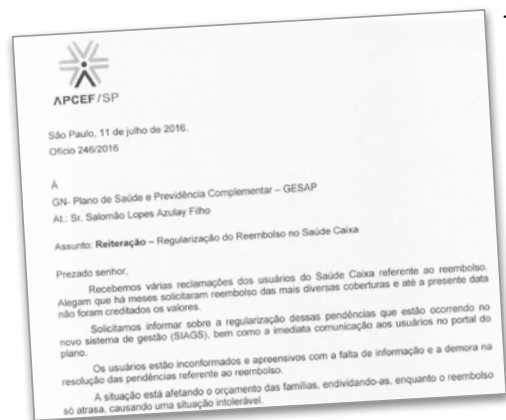 APCEF/SP
São Paulo, 11 de julho de 2016.
Ofício 246/2016
À
GN- Plano de Saúde e Previdência Complementar – GESAP
At.: Sr. Salomão Lopes Azulay Filho
Assunto: Reiteração – Regularização do Reembolso no Saúde Caixa
Prezado senhor,
Recebemos várias reclamações dos usuários do Saúde Caixa referente ao reembolso.
Alegam que há meses solicitaram reembolso das mais diversas coberturas e até a presente data
não foram creditados os valores.
Solicitamos informar sobre a regularização dessas pendências que estão ocorrendo no
novo sistema de gestão (SIAGS), bem como a imediata comunicação aos usuários no portal do
plano.
Os usuários estão inconformados e apreensivos com a falta de informação e a demora na
resolução das pendências referente ao reembolso.
A situação está afetando o orçamento das famílias, endividando-as, enquanto o reembolso
só atrasa, causando uma situação intolerável.